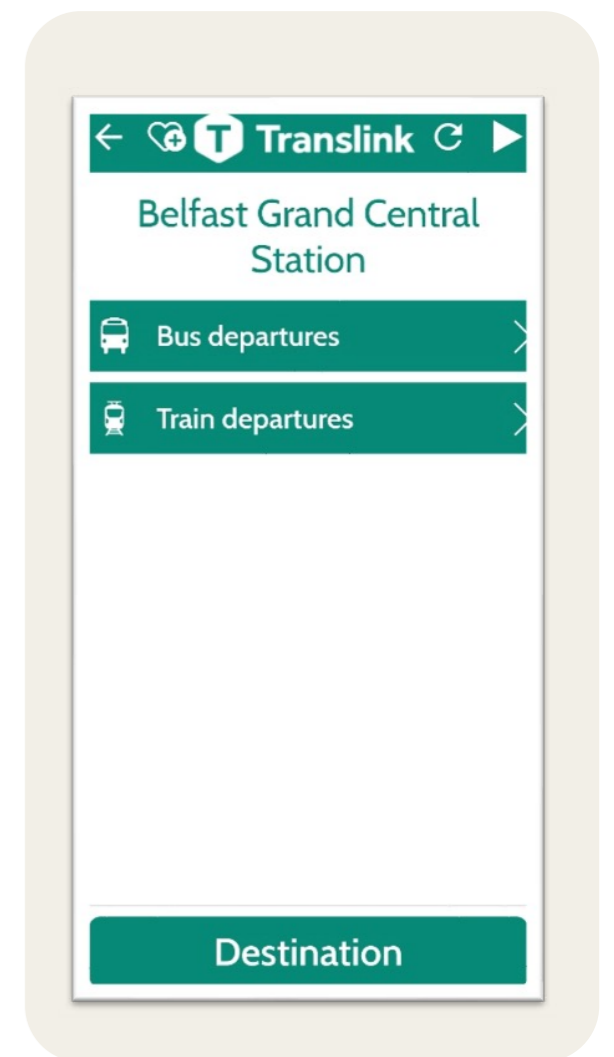 T Translink
Belfast Grand Central
Station
Bus departures
Train departures
Destination